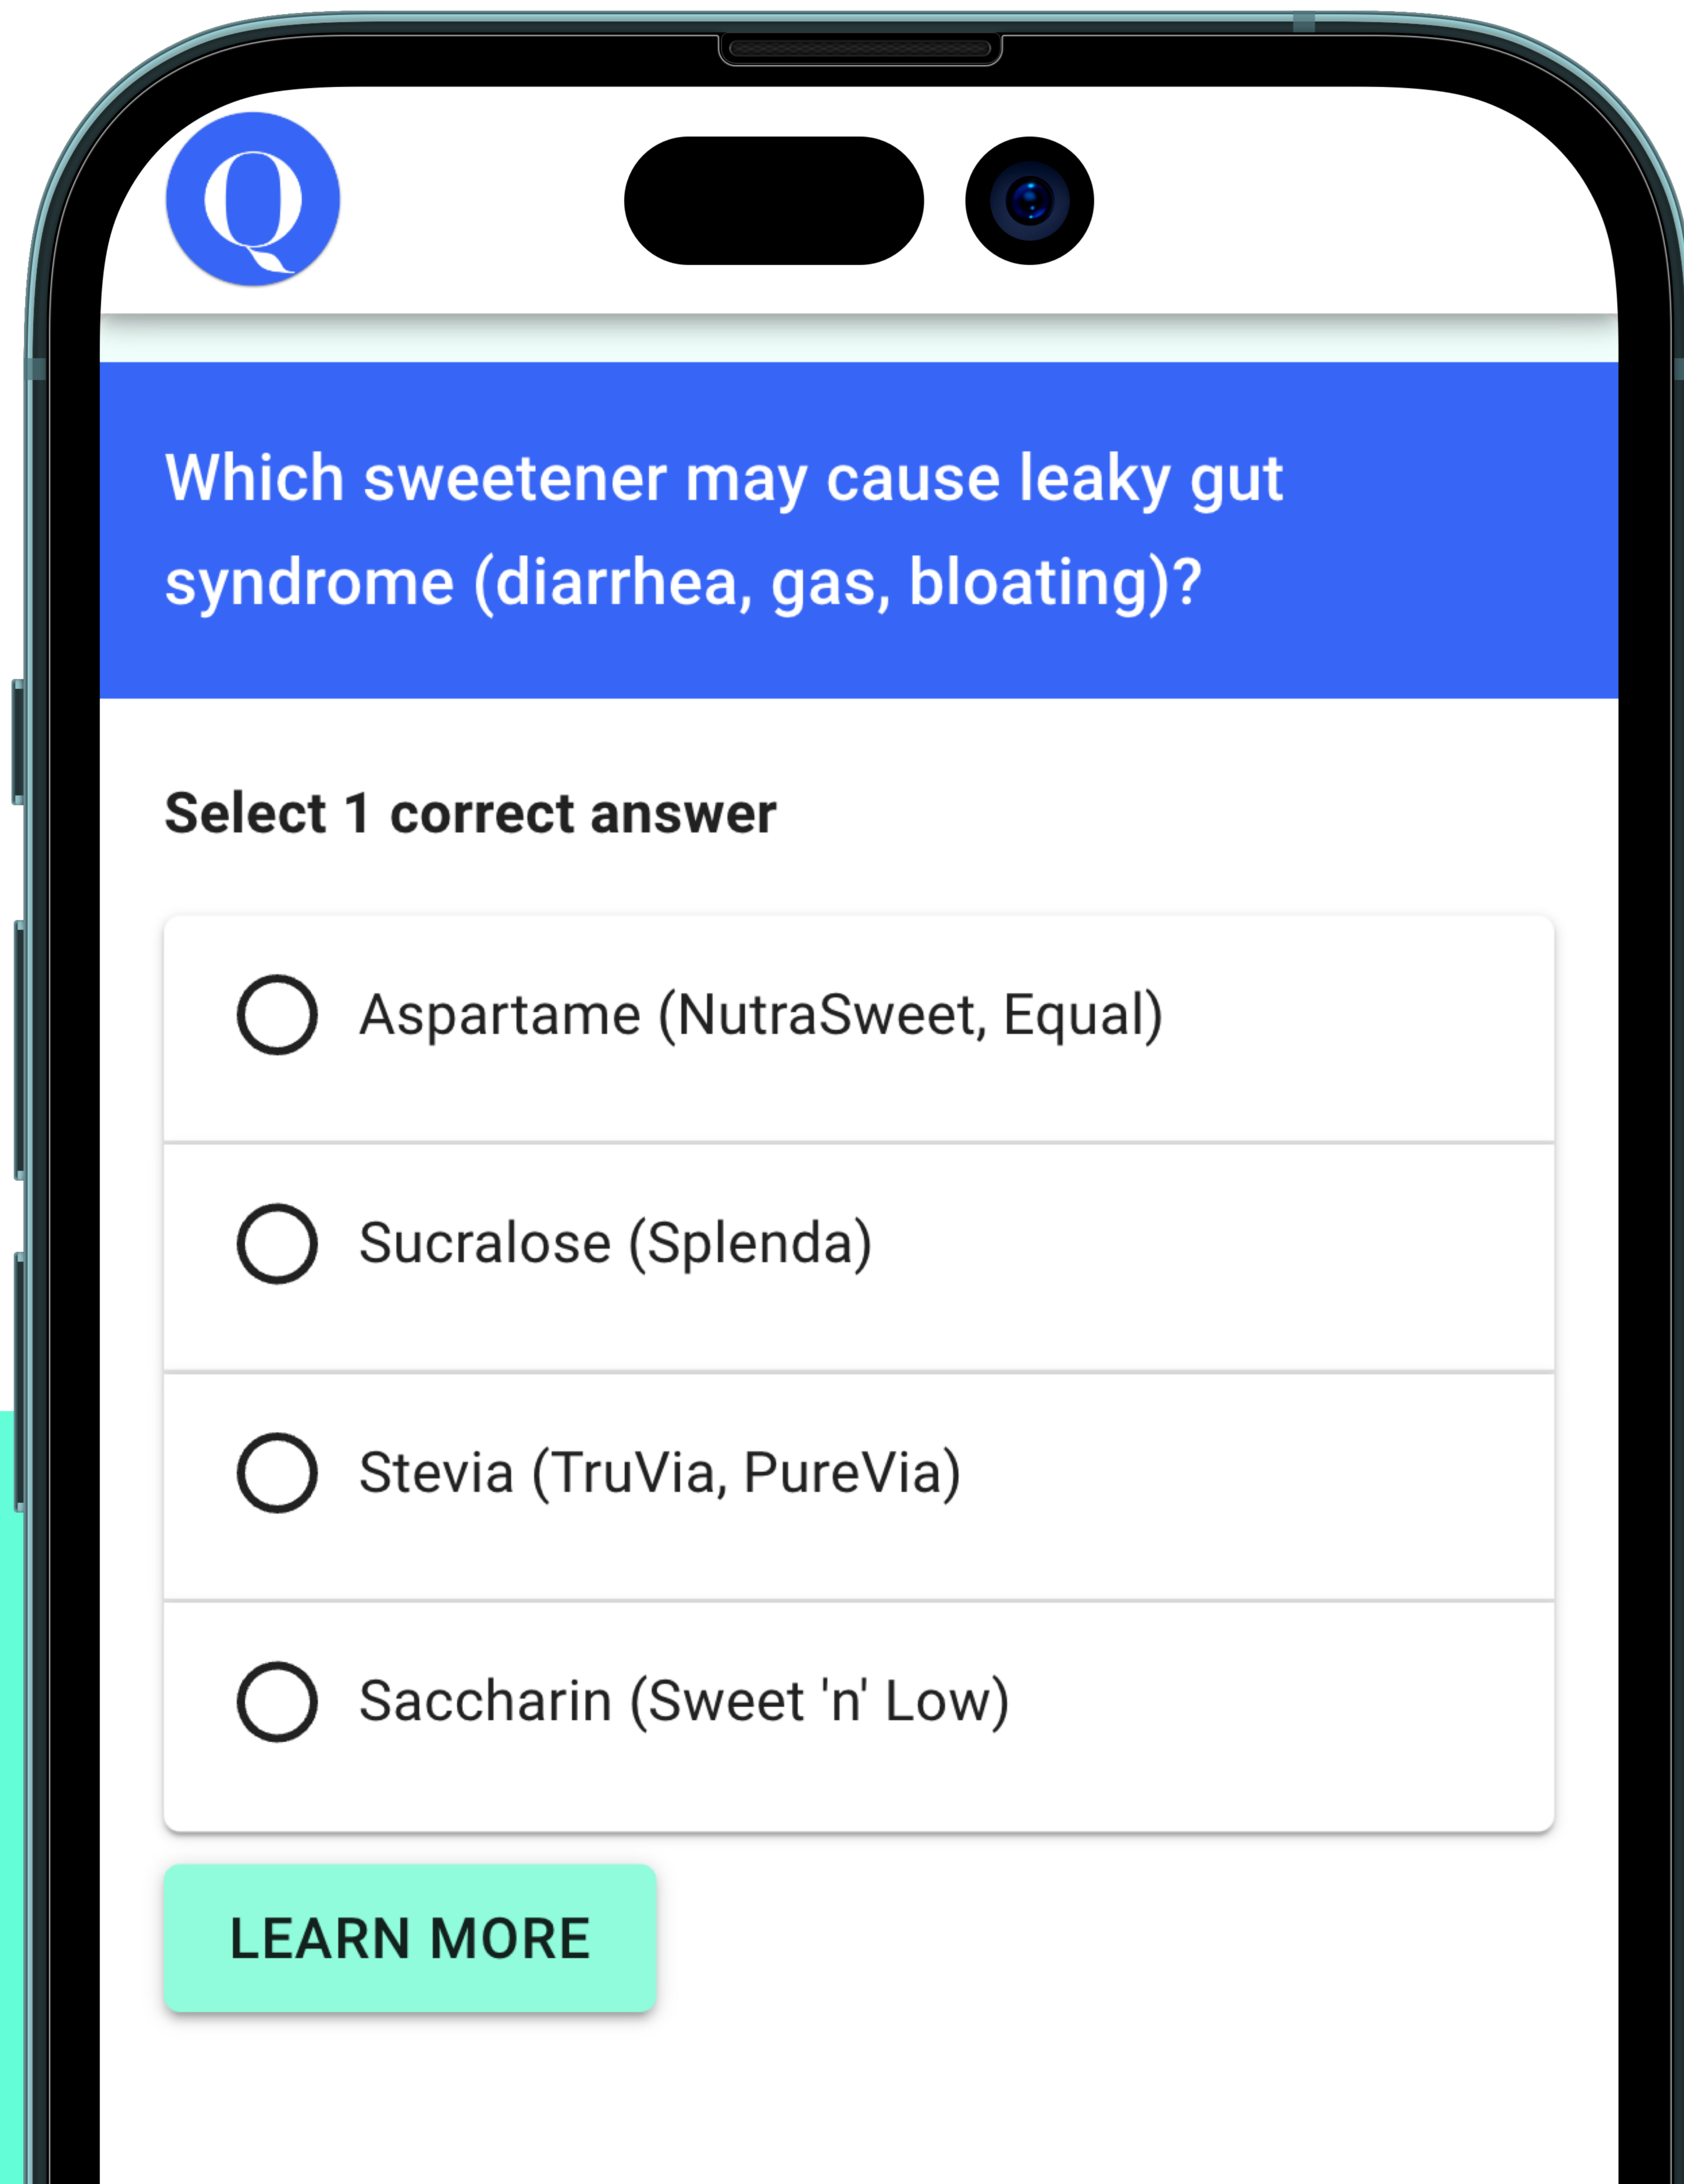 Q
Which sweetener may cause leaky gut
syndrome (diarrhea, gas, bloating)?
Select 1 correct answer
Aspartame (NutraSweet, Equal)
Sucralose (Splenda)
Stevia (TruVia, PureVia)
Saccharin (Sweet 'n' Low)
LEARN MORE